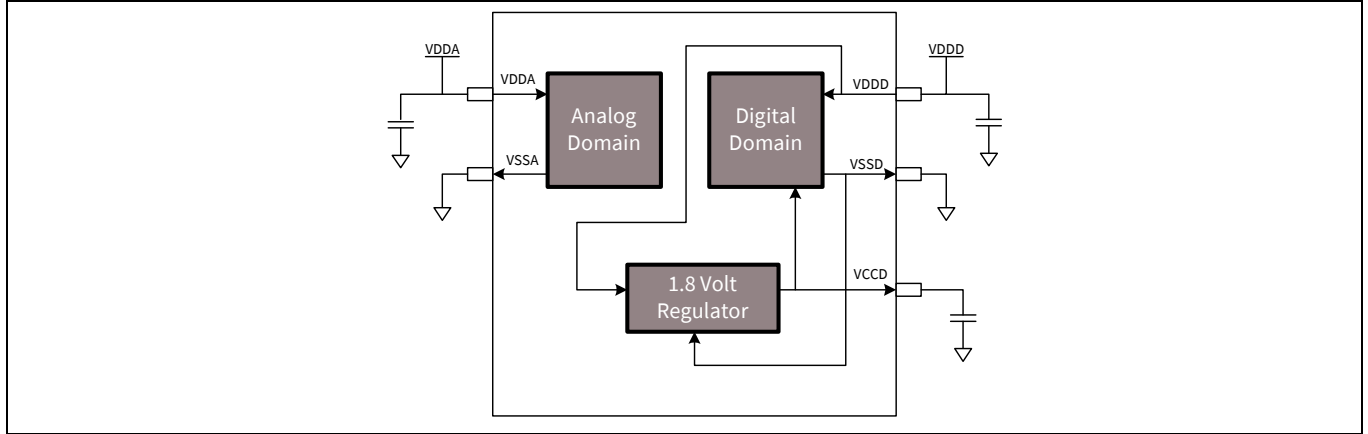 VDDA
VDDA
VSSA
Analog
Domain
Digital
Domain
VDDD
VDDD
VSSD
1.8 Volt
Regulator
VCCD